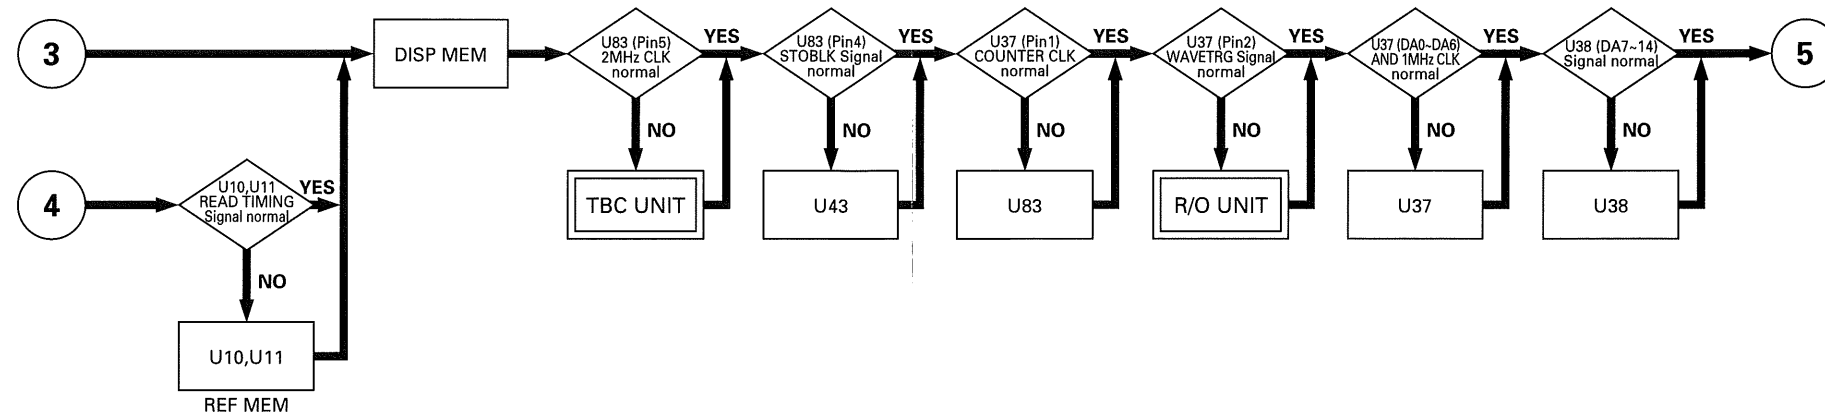 3
DISP MEM
U83 (Pin5)
2MHz CLK
normal
YES
NO
TBC UNIT
U83 (Pin4)
STOBLK Signal
normal
YES
NO
U43
U37 (Pin1)
COUNTER CLK
normal
YES
NO
U83
U37 (Pin2)
WAVETRG Signal
normal
YES
NO
R/O UNIT
U37 (DA0~DA6)
AND 1MHz CLK
normal
YES
NO
U37
U38 (DA7~14)
Signal normal
YES
NO
U38
5
4
U10,U11
READ TIMING
Signal normal
YES
NO
U10,U11
REF MEM